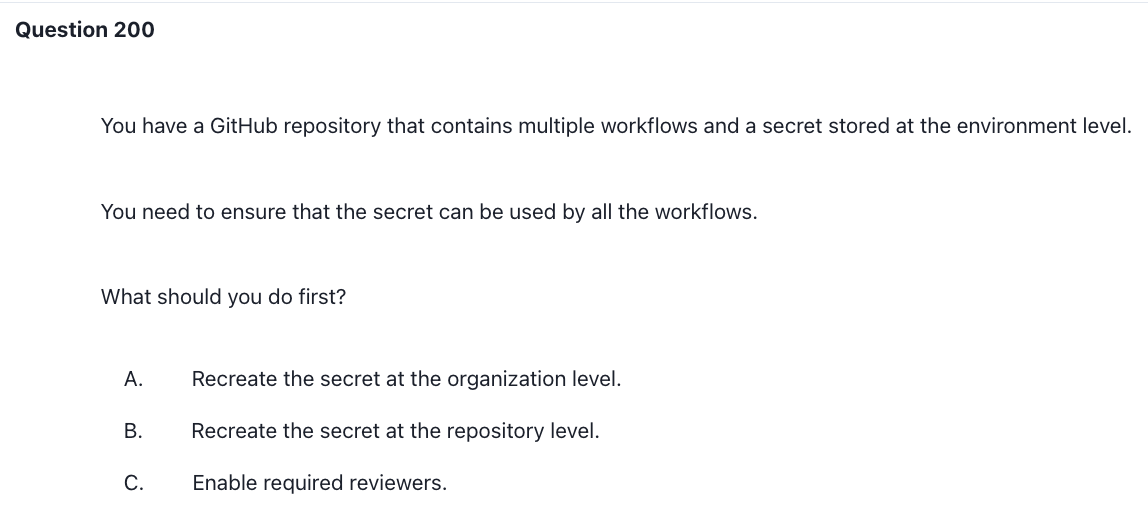 Question 200
You have a GitHub repository that contains multiple workflows and a secret stored at the environment level.
You need to ensure that the secret can be used by all the workflows.
What should you do first?
A. Recreate the secret at the organization level.
B. Recreate the secret at the repository level.
C. Enable required reviewers.